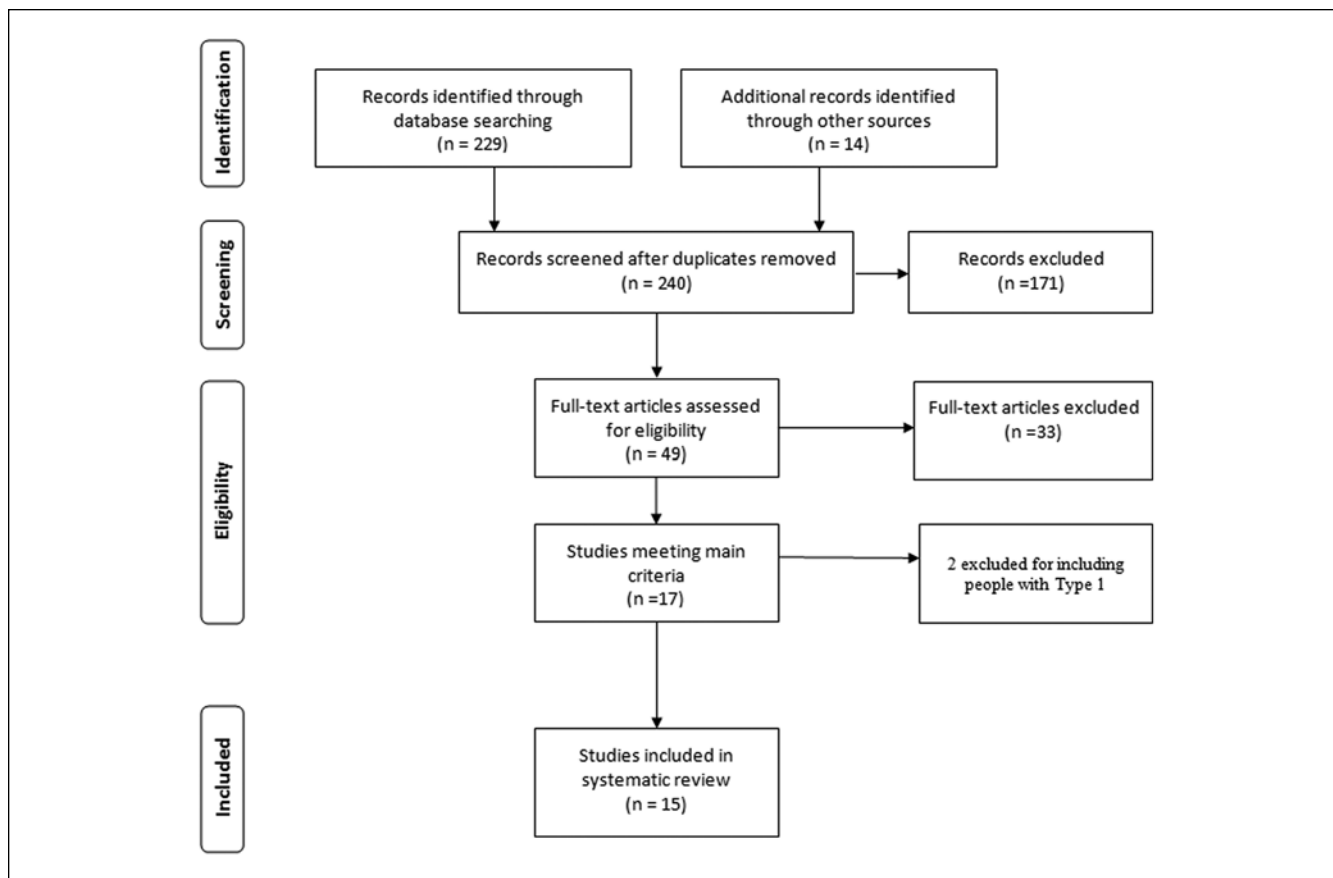 Identification
Records identified through
database searching
(n = 229)
Additional records identified
through other sources
(n = 14)
Screening
Records screened after duplicates removed
(n = 240)
Records excluded
(n =171)
Eligibility
Full-text articles assessed
for eligibility
(n = 49)
Full-text articles excluded
(n =33)
Studies meeting main
criteria
(n =17)
2 excluded for including
people with Type 1
Included
Studies included in
systematic review
(n = 15)